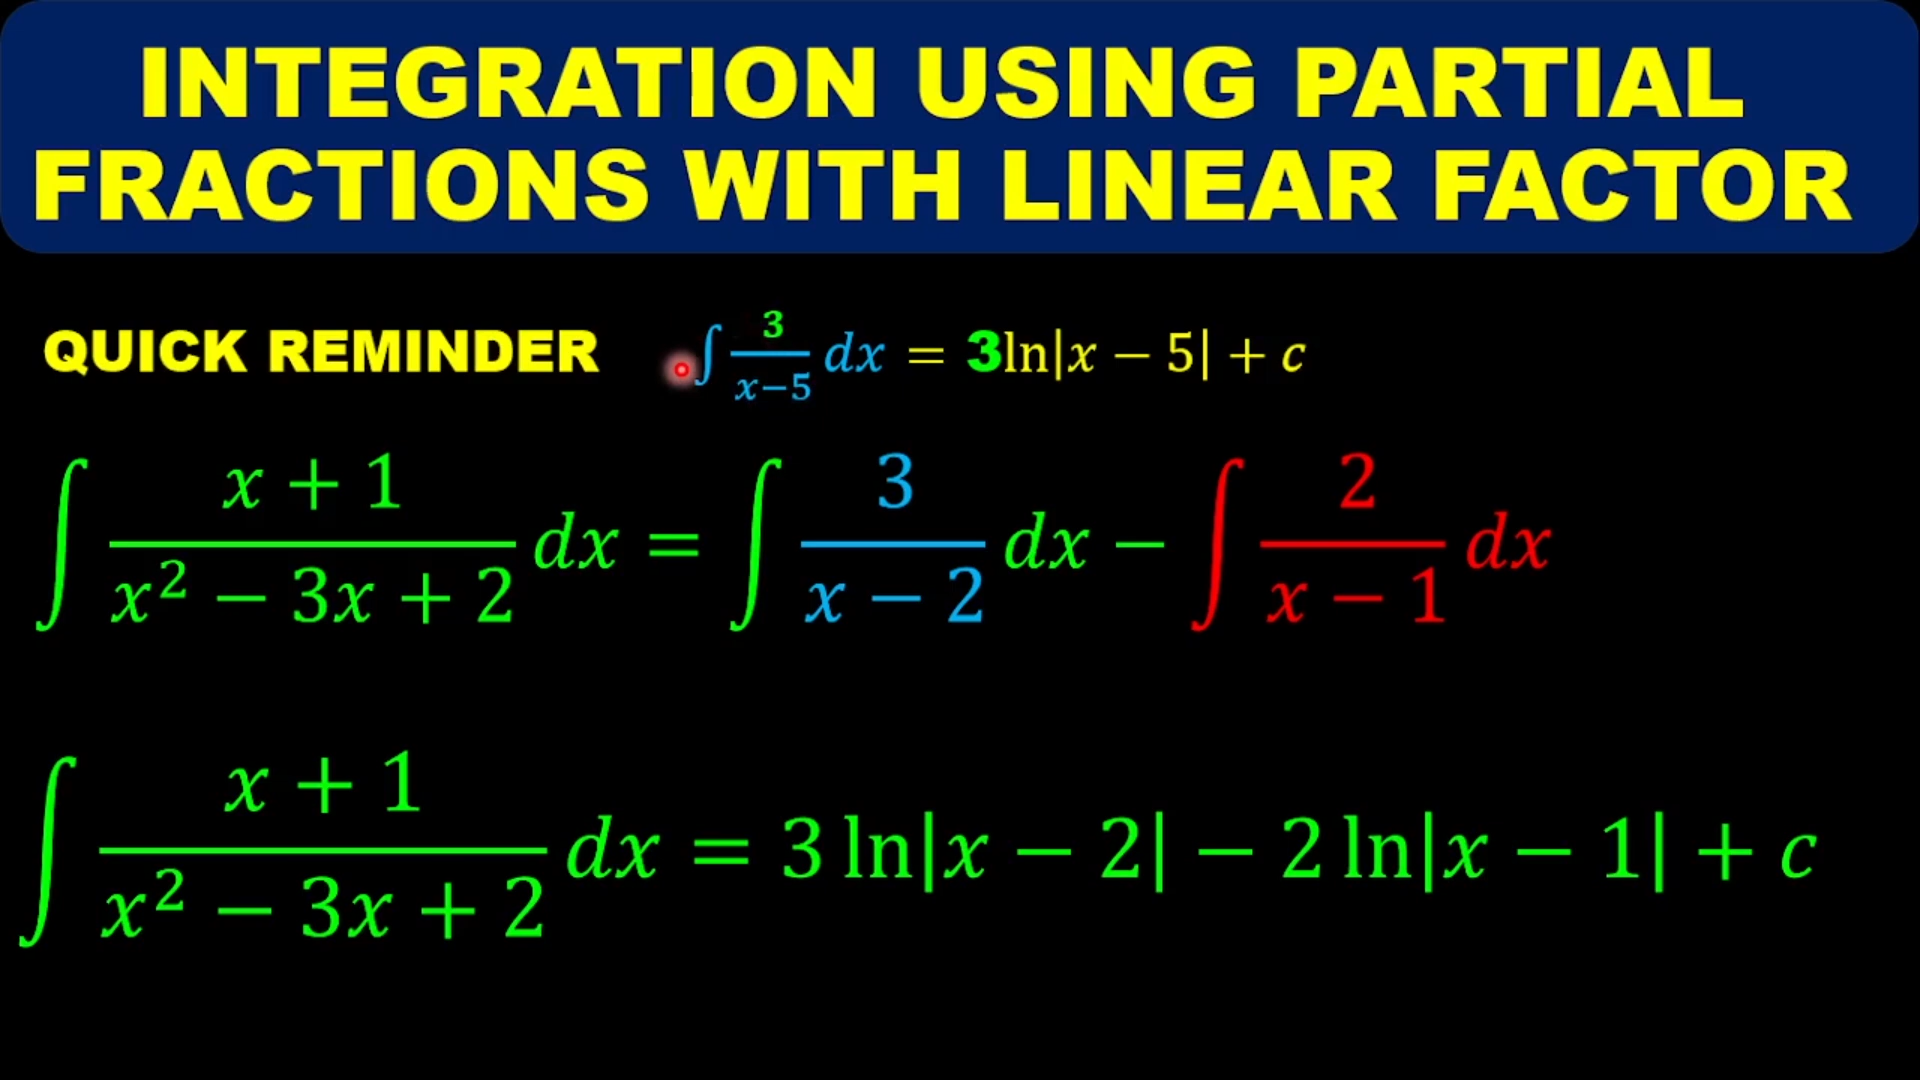 INTEGRATION USING PARTIAL
FRACTIONS WITH LINEAR FACTOR
QUICK REMINDER ∫ 3/(x−5) dx = 3ln|x − 5| + c
∫ (x + 1)/(x² − 3x + 2) dx = ∫ 3/(x − 2) dx − ∫ 2/(x − 1) dx
∫ (x + 1)/(x² − 3x + 2) dx = 3 ln|x − 2| − 2 ln|x − 1| + c